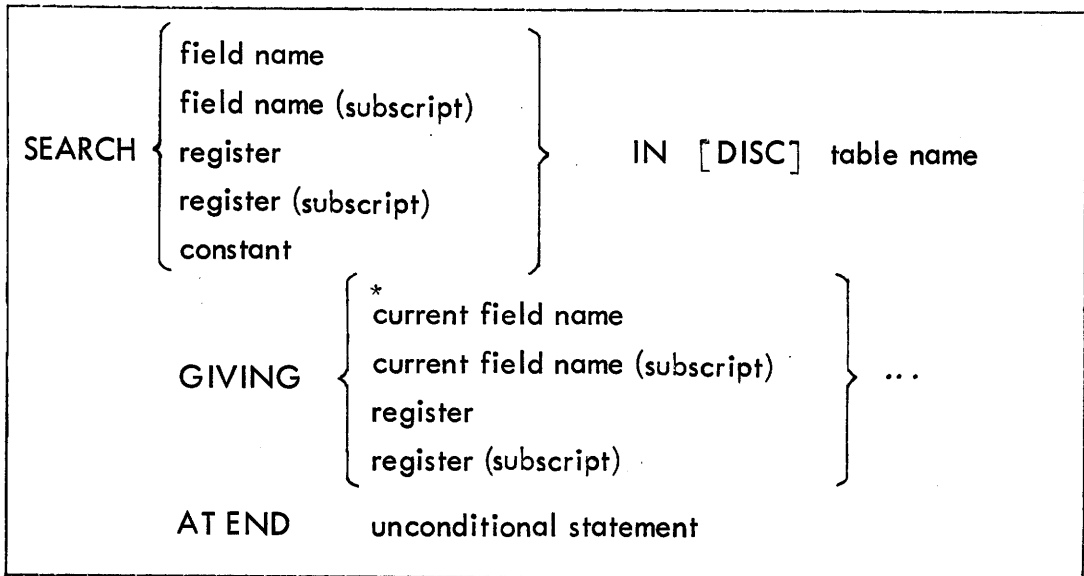 field name
field name (subscript)
SEARCH register IN [DISC] table name
register (subscript)
constant
*
current field name
current field name (subscript)
GIVING register ...
register (subscript)
AT END unconditional statement